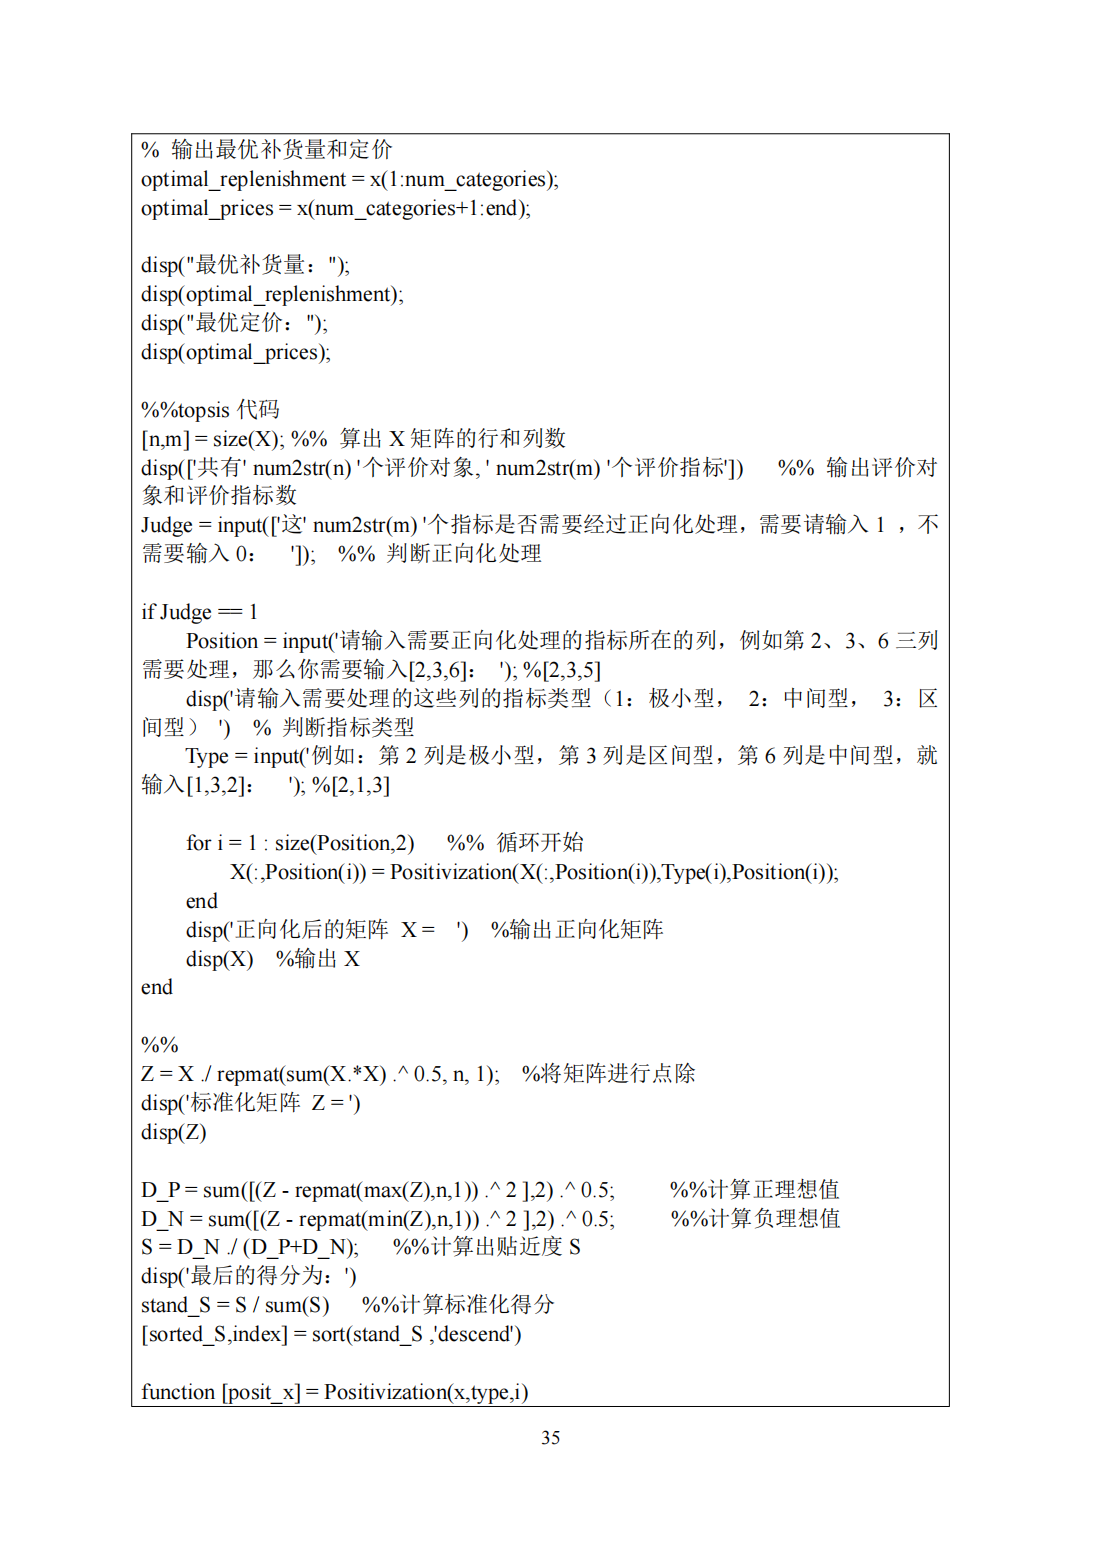 % 输出最优补货量和定价
optimal_replenishment = x(1:num_categories);
optimal_prices = x(num_categories+1:end);
disp("最优补货量：");
disp(optimal_replenishment);
disp("最优定价：");
disp(optimal_prices);
%%topsis 代码
[n,m] = size(X); %% 算出 X 矩阵的行和列数
disp(['共有' num2str(n) '个评价对象, ' num2str(m) '个评价指标']) %% 输出评价对
象和评价指标数
Judge = input(['这' num2str(m) '个指标是否需要经过正向化处理，需要请输入 1 ，不
需要输入 0： ']); %% 判断正向化处理
if Judge == 1
Position = input('请输入需要正向化处理的指标所在的列，例如第 2、3、6 三列
需要处理，那么你需要输入[2,3,6]： '); %[2,3,5]
disp('请输入需要处理的这些列的指标类型（1：极小型， 2：中间型， 3：区
间型） ') % 判断指标类型
Type = input('例如：第 2 列是极小型，第 3 列是区间型，第 6 列是中间型，就
输入[1,3,2]： '); %[2,1,3]
for i = 1 : size(Position,2) %% 循环开始
X(:,Position(i)) = Positivization(X(:,Position(i)),Type(i),Position(i));
end
disp('正向化后的矩阵 X = ') %输出正向化矩阵
disp(X) %输出 X
end
%%
Z = X ./ repmat(sum(X.*X) .^ 0.5, n, 1); %将矩阵进行点除
disp('标准化矩阵 Z = ')
disp(Z)
D_P = sum([(Z - repmat(max(Z),n,1)) .^ 2 ],2) .^ 0.5; %%计算正理想值
D_N = sum([(Z - repmat(min(Z),n,1)) .^ 2 ],2) .^ 0.5; %%计算负理想值
S = D_N ./ (D_P+D_N); %%计算出贴近度 S
disp('最后的得分为：')
stand_S = S / sum(S) %%计算标准化得分
[sorted_S,index] = sort(stand_S ,'descend')
function [posit_x] = Positivization(x,type,i)
35